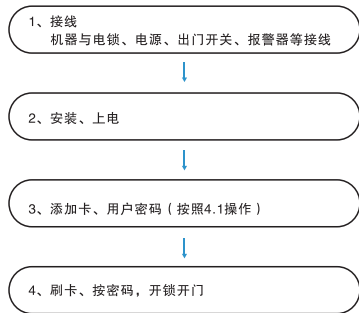 1、接线
机器与电锁、电源、出门开关、报警器等接线
2、安装、上电
3、添加卡、用户密码（按照4.1操作）
4、刷卡、按密码，开锁开门